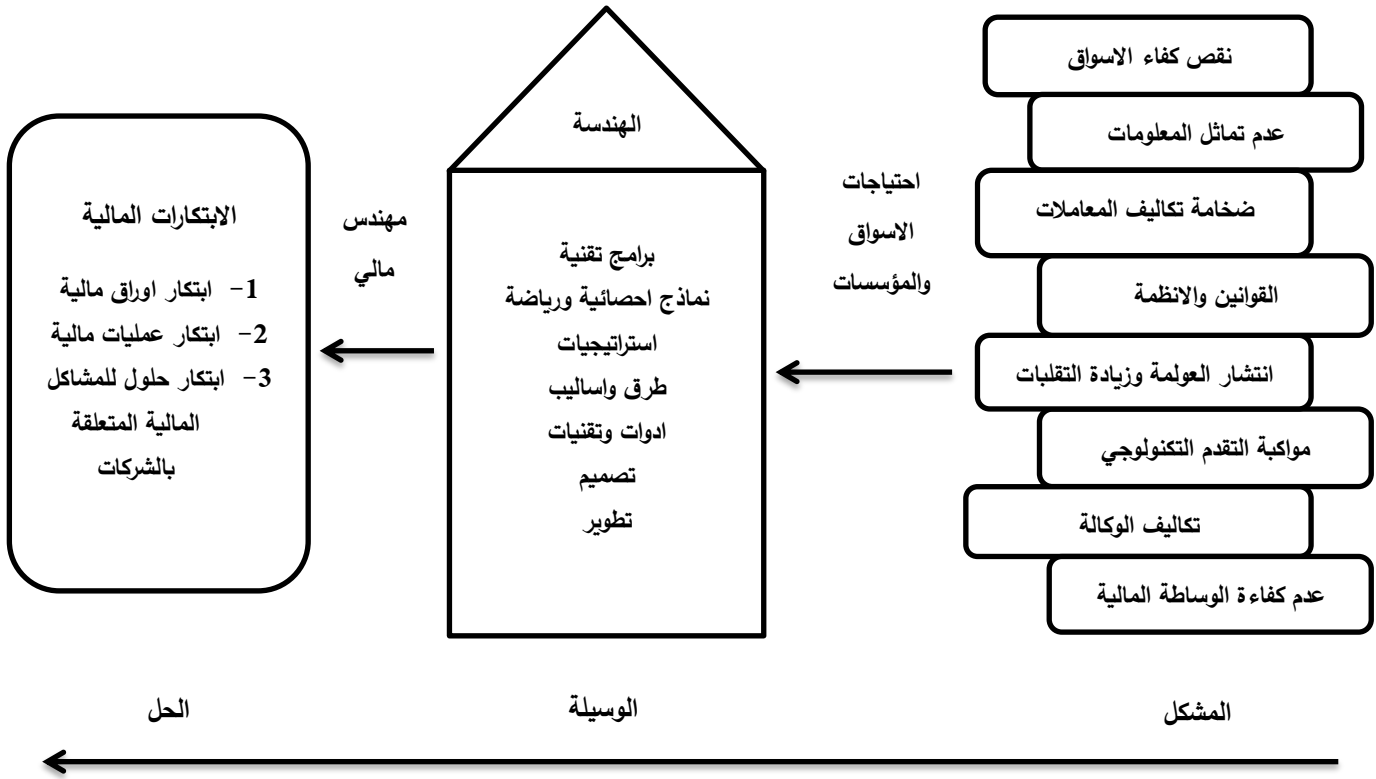 نقص كفاء الاسواق
عدم تماثل المعلومات
ضخامة تكاليف المعاملات
القوانين والانظمة
انتشار العولمة وزيادة التقلبات
مواكبة التقدم التكنولوجي
تكاليف الوكالة
عدم كفاءة الوساطة المالية
احتياجات
الاسواق
والمؤسسات
الهندسة
برامج تقنية
نماذج احصائية ورياضة
استراتيجيات
طرق واساليب
ادوات وتقنيات
تصميم
تطوير
مهندس
مالي
الابتكارات المالية
1- ابتكار اوراق مالية
2- ابتكار عمليات مالية
3- ابتكار حلول للمشاكل
المالية المتعلقة
بالشركات
المشكل
الوسيلة
الحل